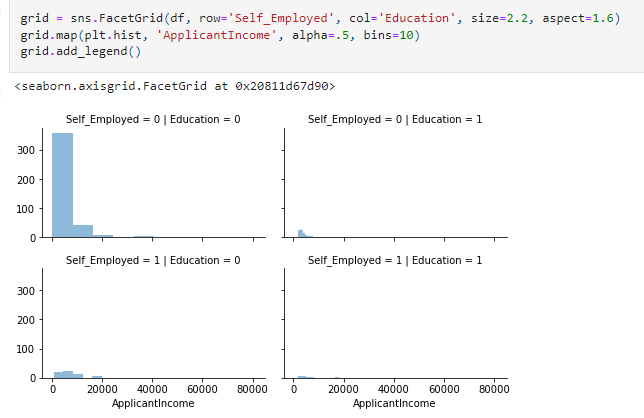 grid = sns.FacetGrid(df, row='Self_Employed', col='Education', size=2.2, aspect=1.6)
grid.map(plt.hist, 'ApplicantIncome', alpha=.5, bins=10)
grid.add_legend()
<seaborn.axisgrid.FacetGrid at 0x20811d67d90>
Self_Employed = 0 | Education = 0
Self_Employed = 0 | Education = 1
300
200
100
0
Self_Employed = 1 | Education = 0
Self_Employed = 1 | Education = 1
300
200
100
0
0 20000 40000 60000 80000
0 20000 40000 60000 80000
ApplicantIncome
ApplicantIncome